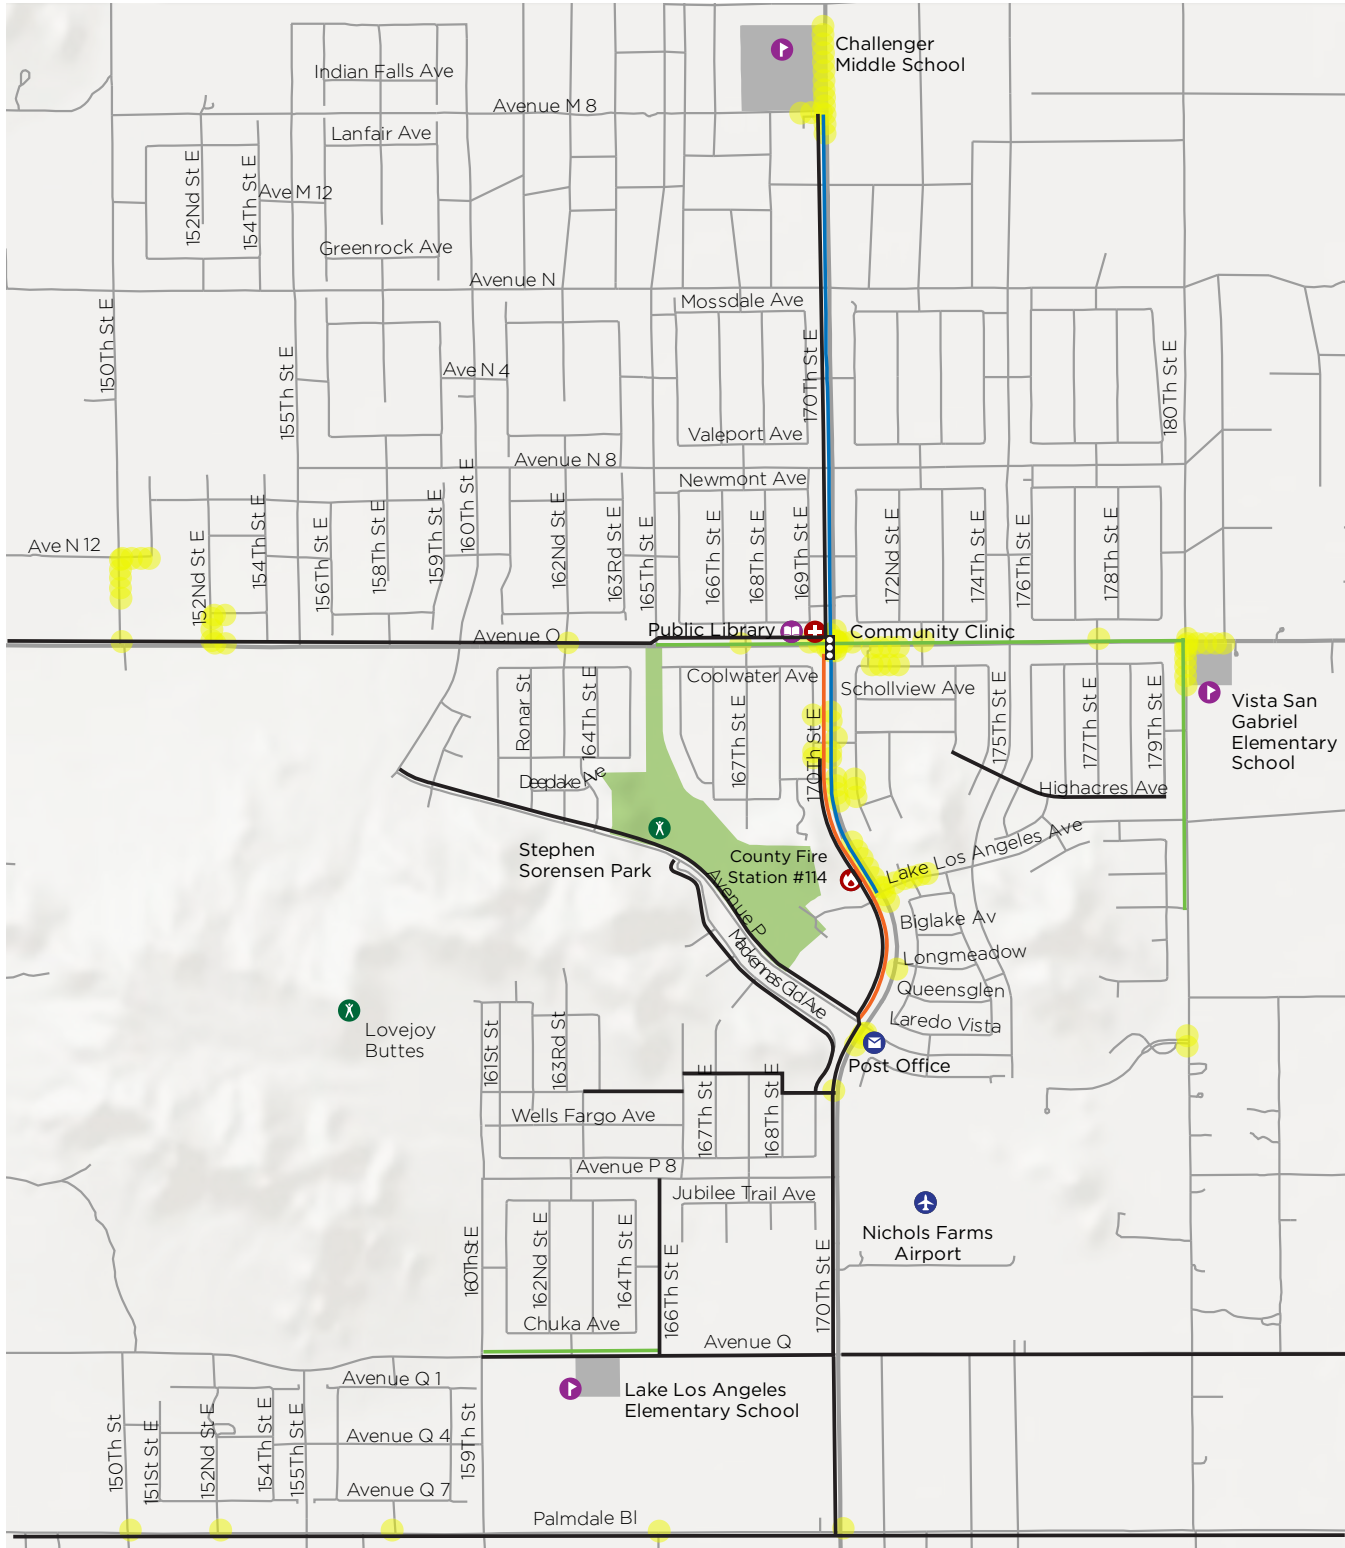 Challenger
Middle School
Indian Falls Ave
Avenue M 8
Lanfair Ave
152Nd St E
154Th St E
Ave M 12
Greenrock Ave
Avenue N
Mossdale Ave
150Th St E
155Th St E
Ave N 4
170Th St E
180Th St E
Valeport Ave
Avenue N 8
Newmont Ave
Ave N 12
152Nd St E
154Th St E
156Th St E
158Th St E
159Th St E
160Th St E
162Nd St E
163Rd St E
165Th St E
166Th St E
168Th St E
169Th St E
172Nd St E
174Th St E
176Th St E
178Th St E
Avenue O
Public Library
Community Clinic
Coolwater Ave
Schollview Ave
Ronar St
164Th St E
167Th St E
170Th St E
175Th St E
177Th St E
179Th St E
Vista San
Gabriel
Elementary
School
Deeplake Ave
Highacres Ave
Stephen
Sorensen Park
County Fire
Station #114
Lake Los Angeles Ave
Avenue P
Biglake Av
Mackennas Gld Ave
Longmeadow
Queensglen
Laredo Vista
Lovejoy
Buttes
161St St
163Rd St
Post Office
Wells Fargo Ave
167Th St E
168Th St E
Avenue P 8
Jubilee Trail Ave
160Th St E
162Nd St E
164Th St E
166Th St E
170Th St E
Nichols Farms
Airport
Chuka Ave
Avenue Q
Avenue Q 1
Lake Los Angeles
Elementary School
150Th St
151St St E
152Nd St E
154Th St E
155Th St E
Avenue Q 4
159Th St
Avenue Q 7
Palmdale Bl